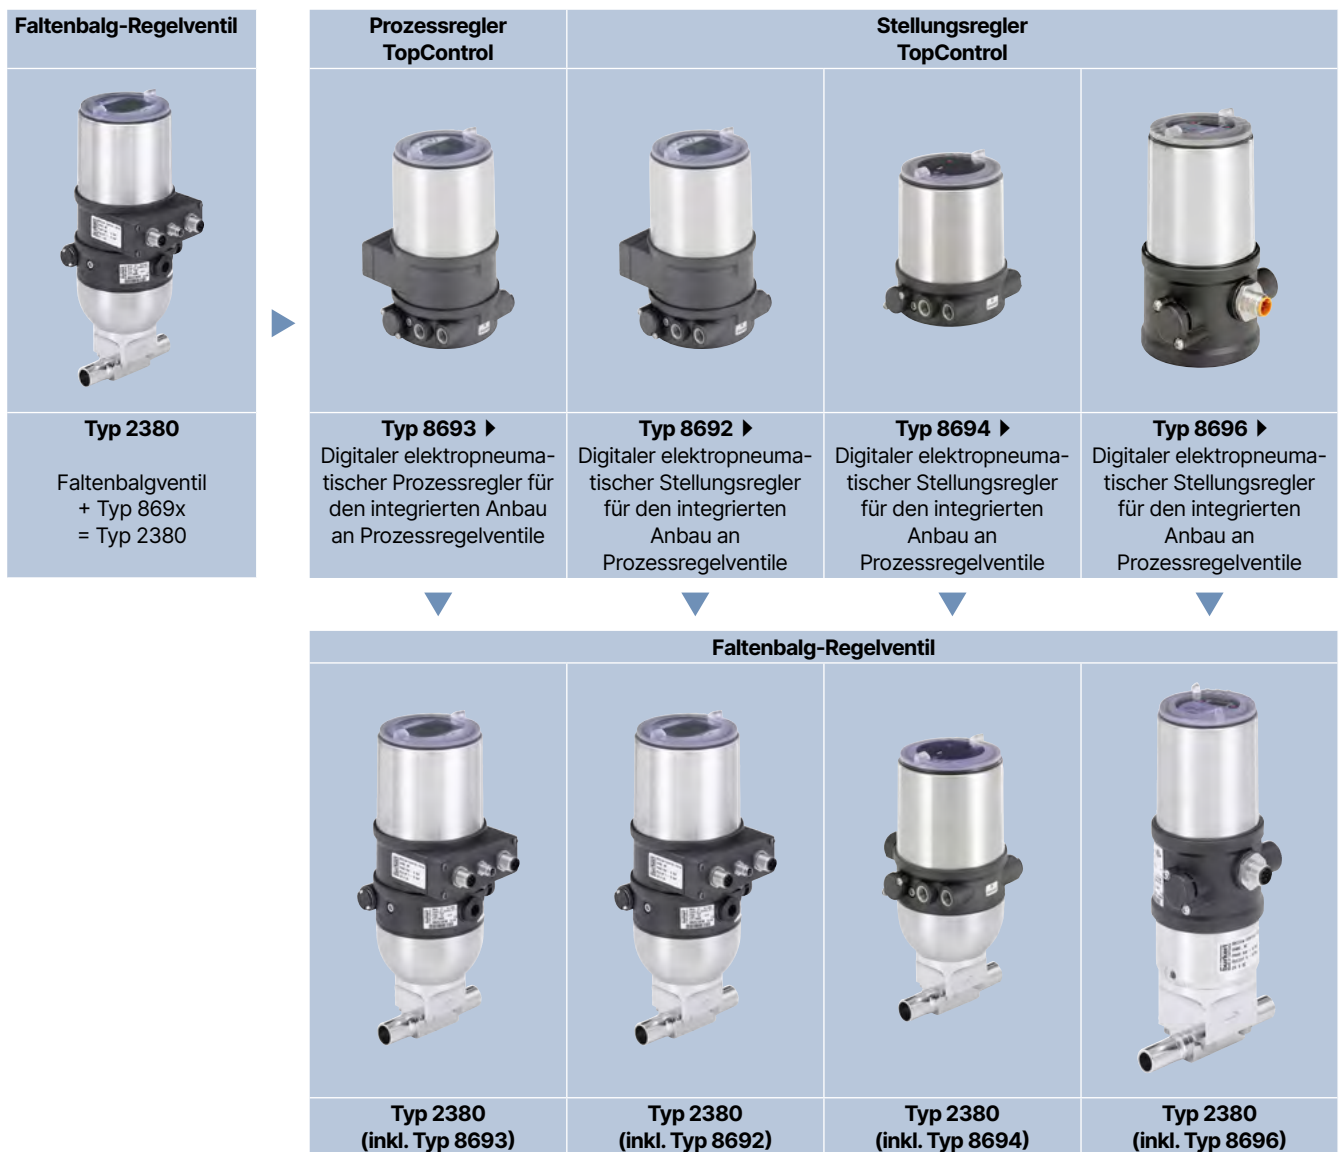 Faltenbalg-Regelventil
Prozessregler
TopControl
Stellungsregler
TopControl
Typ 2380
Faltenbalgventil
+ Typ 869x
= Typ 2380
Typ 8693
Digitaler elektropneuma-
tischer Prozessregler für
den integrierten Anbau
an Prozessregelventile
Typ 8692
Digitaler elektropneuma-
tischer Stellungsregler
für den integrierten
Anbau an
Prozessregelventile
Typ 8694
Digitaler elektropneuma-
tischer Stellungsregler
für den integrierten
Anbau an
Prozessregelventile
Typ 8696
Digitaler elektropneuma-
tischer Stellungsregler
für den integrierten
Anbau an
Prozessregelventile
Faltenbalg-Regelventil
Typ 2380
(inkl. Typ 8693)
Typ 2380
(inkl. Typ 8692)
Typ 2380
(inkl. Typ 8694)
Typ 2380
(inkl. Typ 8696)